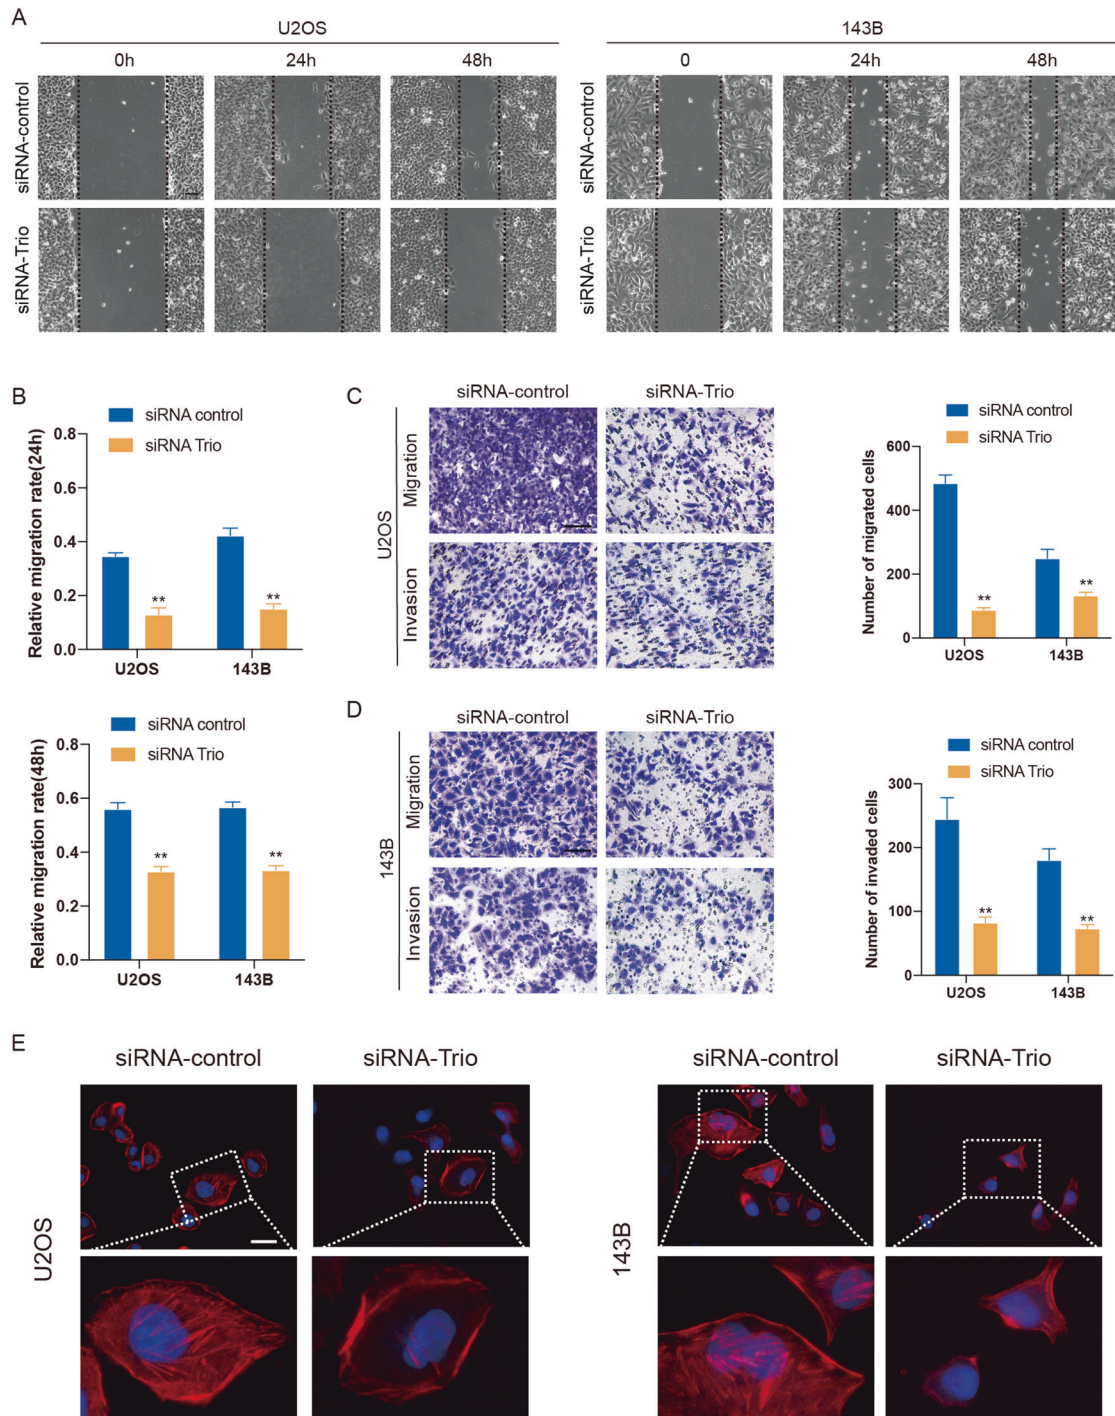 A
U2OS
143B
0h
24h
48h
0
24h
48h
siRNA-control
siRNA-control
siRNA-Trio
siRNA-Trio
B
siRNA control
siRNA Trio
Relative migration rate(24h)
0.8
0.6
0.4
0.2
0.0
**
**
U2OS
143B
siRNA control
siRNA Trio
Relative migration rate(48h)
0.8
0.6
0.4
0.2
0.0
**
**
U2OS
143B
C
siRNA-control
siRNA-Trio
U2OS
Migration
Invasion
siRNA control
siRNA Trio
Number of migrated cells
600
400
200
0
**
**
U2OS
143B
D
siRNA-control
siRNA-Trio
143B
Migration
Invasion
siRNA control
siRNA Trio
Number of invaded cells
300
200
100
0
**
**
U2OS
143B
E
siRNA-control
siRNA-Trio
siRNA-control
siRNA-Trio
U2OS
143B